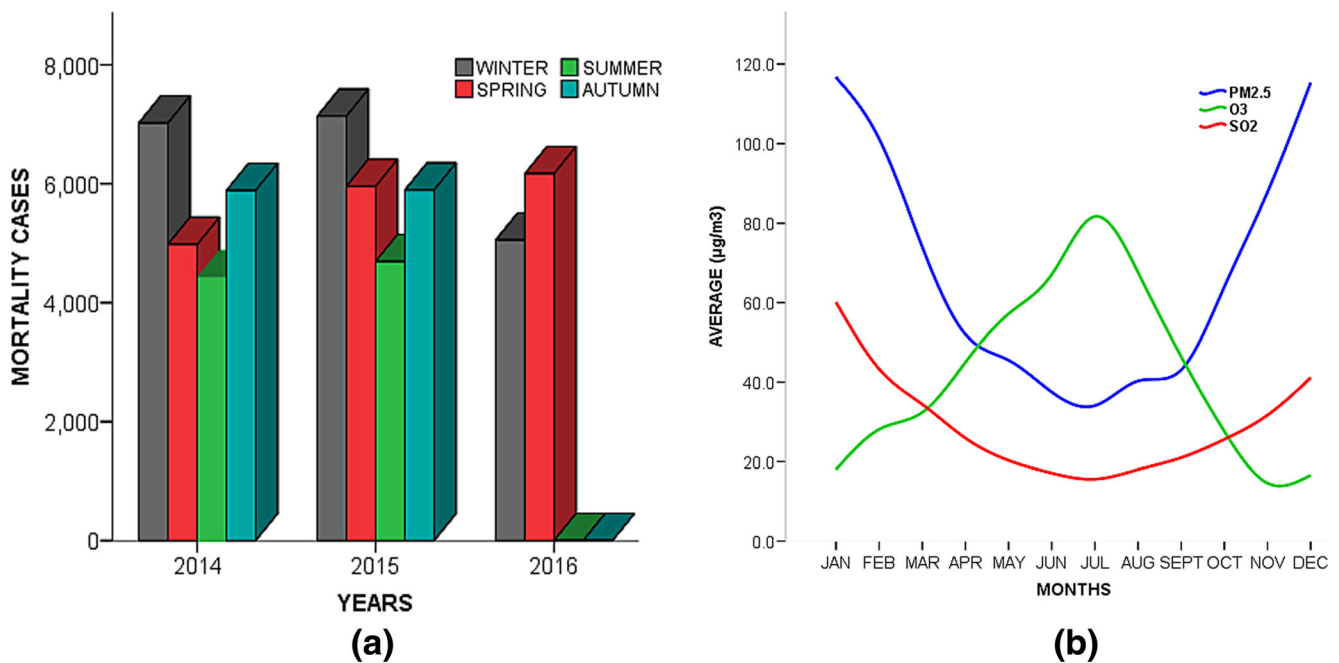 8,000
6,000
4,000
2,000
0
MORTALITY CASES
WINTER SUMMER
SPRING AUTUMN
2014 2015 2016
YEARS
(a)
120.0
100.0
80.0
60.0
40.0
20.0
0.0
AVERAGE (µg/m3)
PM2.5
O3
SO2
JAN FEB MAR APR MAY JUN JUL AUG SEPT OCT NOV DEC
MONTHS
(b)